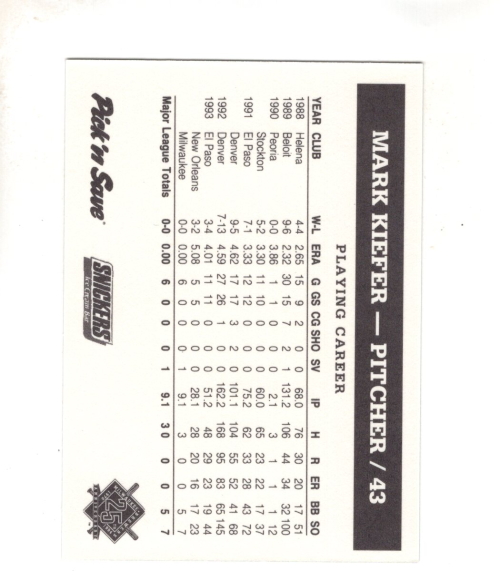 MARK KIEFER — PITCHER / 43
PLAYING CAREER
YEAR CLUB W-L ERA G GS CG SHO SV IP H R ER BB SO
1988 Helena 4-4 2.65 15 9 2 0 0 68.0 76 30 20 17 51
1989 Beloit 9-6 2.32 30 15 7 2 1 131.2 106 44 34 32 100
1990 Peoria 0-0 3.86 1 1 0 0 0 2.1 3 1 1 1 12
Stockton 5-2 3.30 11 10 0 0 0 60.0 65 23 22 17 37
1991 El Paso 7-1 3.33 12 12 0 0 0 75.2 62 33 28 43 72
Denver 9-5 4.62 17 17 3 2 0 101.1 104 55 52 41 68
1992 Denver 7-13 4.59 27 26 1 0 0 162.2 168 95 83 65 145
1993 El Paso 3-4 4.01 11 11 0 0 0 51.2 48 29 23 19 44
New Orleans 3-2 5.08 5 5 0 0 0 28.1 28 20 16 17 23
Milwaukee 0-0 0.00 6 0 0 0 1 9.1 3 0 0 5 7
Major League Totals 0-0 0.00 6 0 0 0 1 9.1 3 0 0 0 5 7
Pick 'n Save
SNICKERS
Ice Cream Bar
MILWAUKEE
25